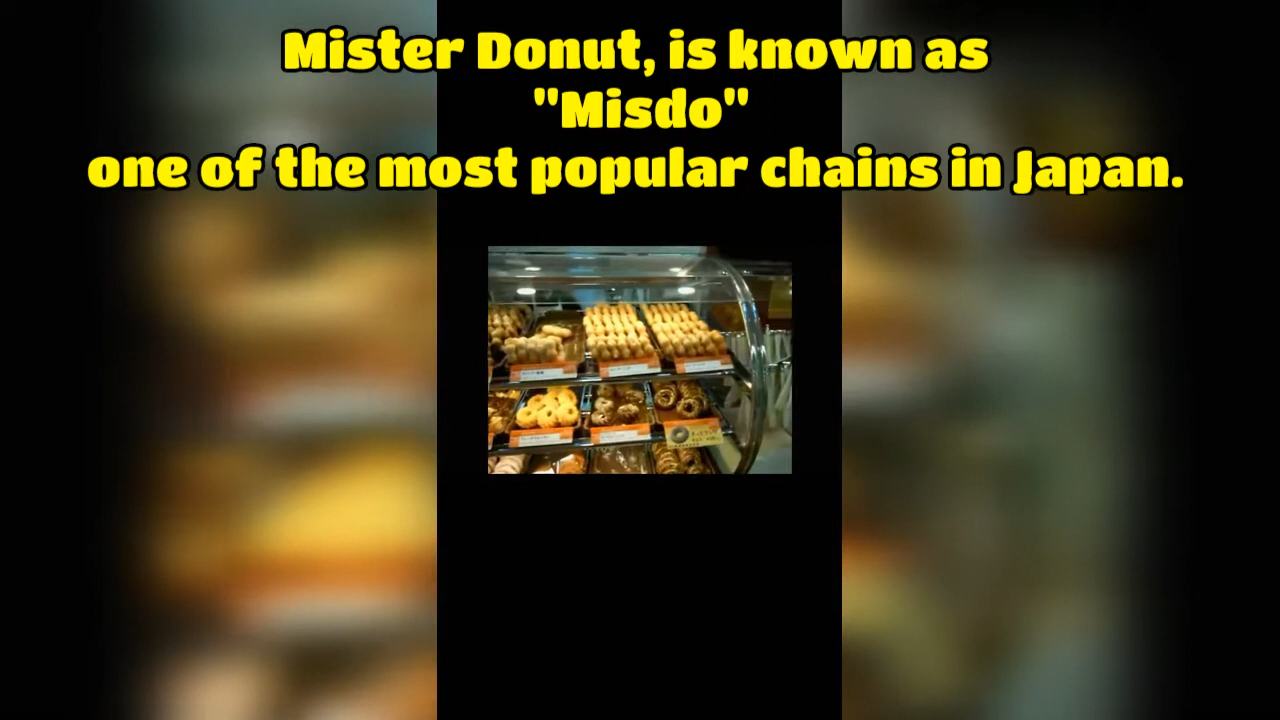 Mister Donut, is known as
"Misdo"
one of the most popular chains in Japan.